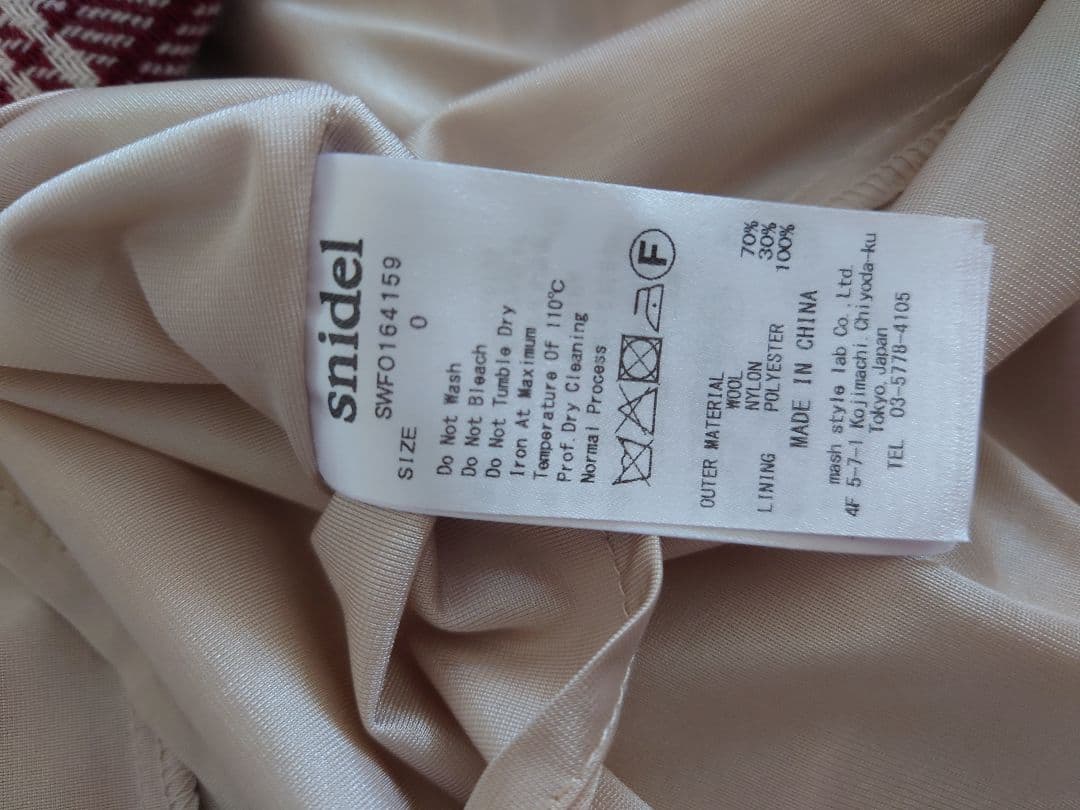 snidel
SWFO164159
SIZE 0
Do Not Wash
Do Not Bleach
Do Not Tumble Dry
Iron At Maximum
Temperature Of 110℃
Prof.Dry Cleaning
Normal Process
F
OUTER MATERIAL
WOOL 70%
NYLON 30%
LINING POLYESTER 100%
MADE IN CHINA
mash style lab Co.,Ltd.
4F 5-7-1 Kojimachi Chiyoda-ku
Tokyo.Japan
TEL 03-5778-4105